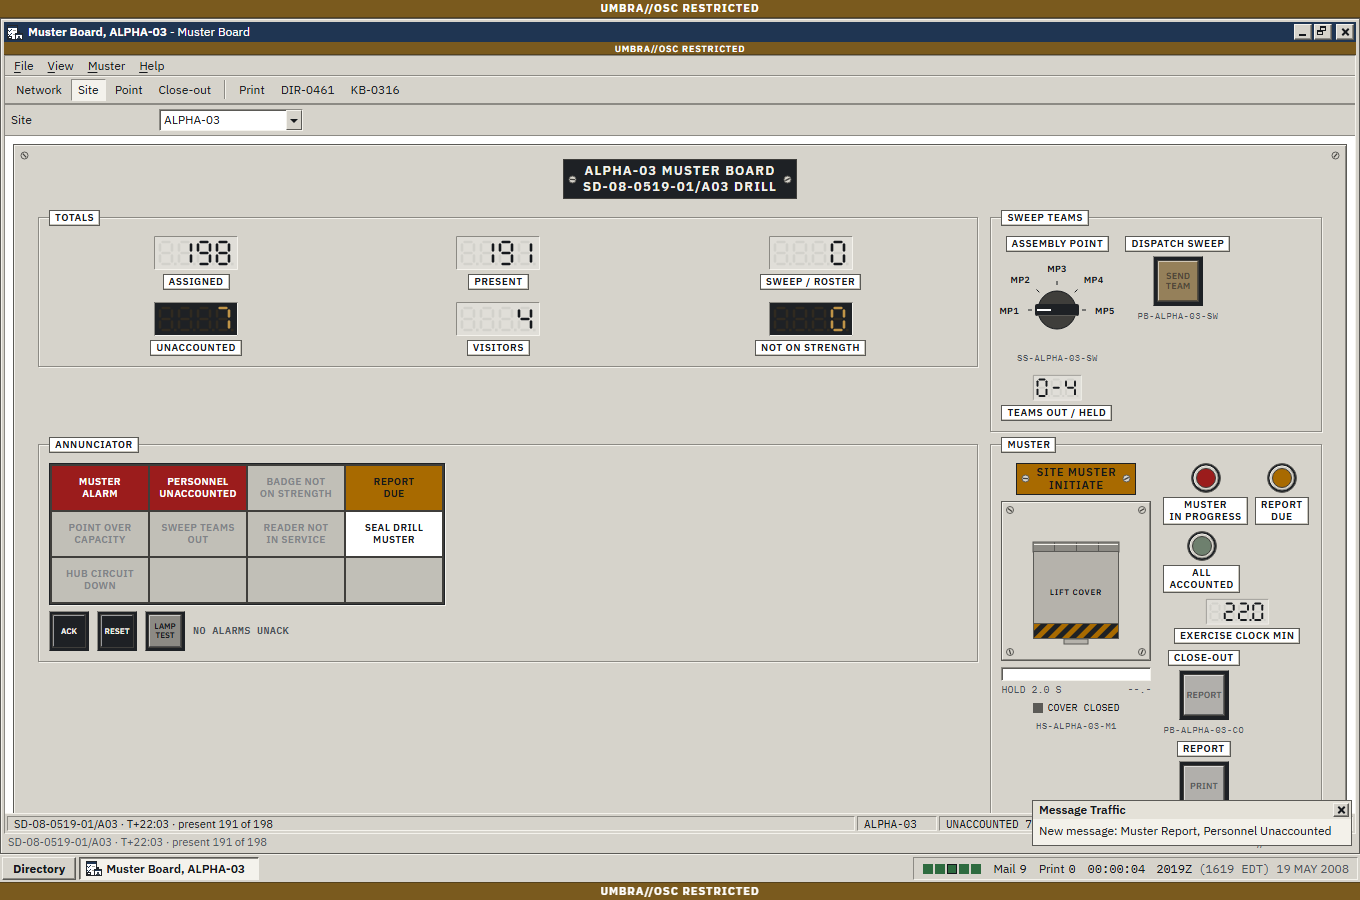 UMBRA//OSC RESTRICTED
Muster Board, ALPHA-03 - Muster Board
UMBRA//OSC RESTRICTED
File View Muster Help
Network Site Point Close-out Print DIR-0461 KB-0316
Site ALPHA-03
ALPHA-03 MUSTER BOARD
SD-08-0519-01/A03 DRILL
TOTALS
198 191 0
ASSIGNED PRESENT SWEEP / ROSTER
7 4 0
UNACCOUNTED VISITORS NOT ON STRENGTH
SWEEP TEAMS
ASSEMBLY POINT DISPATCH SWEEP
MP1 MP2 MP3 MP4 MP5
SEND
TEAM
PB-ALPHA-03-SW
SS-ALPHA-03-SW
0-4
TEAMS OUT / HELD
ANNUNCIATOR
MUSTER
ALARM
PERSONNEL
UNACCOUNTED
BADGE NOT
ON STRENGTH
REPORT
DUE
POINT OVER
CAPACITY
SWEEP TEAMS
OUT
READER NOT
IN SERVICE
SEAL DRILL
MUSTER
HUB CIRCUIT
DOWN
ACK RESET LAMP
TEST
NO ALARMS UNACK
MUSTER
SITE MUSTER
INITIATE
LIFT COVER
HOLD 2.0 S --.-
COVER CLOSED
HS-ALPHA-03-M1
MUSTER
IN PROGRESS
REPORT
DUE
ALL
ACCOUNTED
22.0
EXERCISE CLOCK MIN
CLOSE-OUT
REPORT
PB-ALPHA-03-CO
REPORT
PRINT
SD-08-0519-01/A03 · T+22:03 · present 191 of 198 ALPHA-03 UNACCOUNTED 7
SD-08-0519-01/A03 · T+22:03 · present 191 of 198
Message Traffic
New message: Muster Report, Personnel Unaccounted
Directory Muster Board, ALPHA-03 Mail 9 Print 0 00:00:04 2019Z (1619 EDT) 19 MAY 2008
UMBRA//OSC RESTRICTED